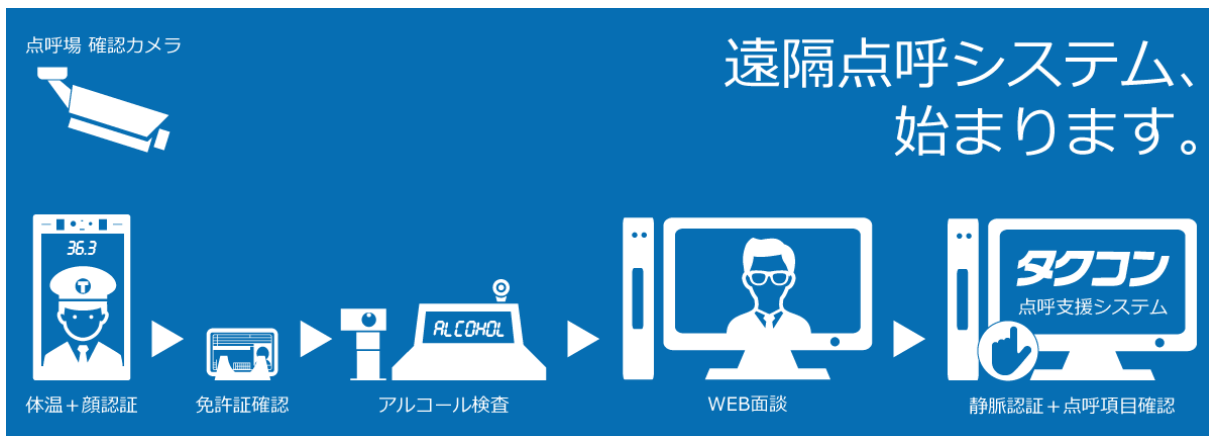 点呼場 確認カメラ
遠隔点呼システム、
始まります。
36.3
T
ALCOHOL
タクコン
点呼支援システム
体温+顔認証
免許証確認
アルコール検査
WEB面談
静脈認証+点呼項目確認